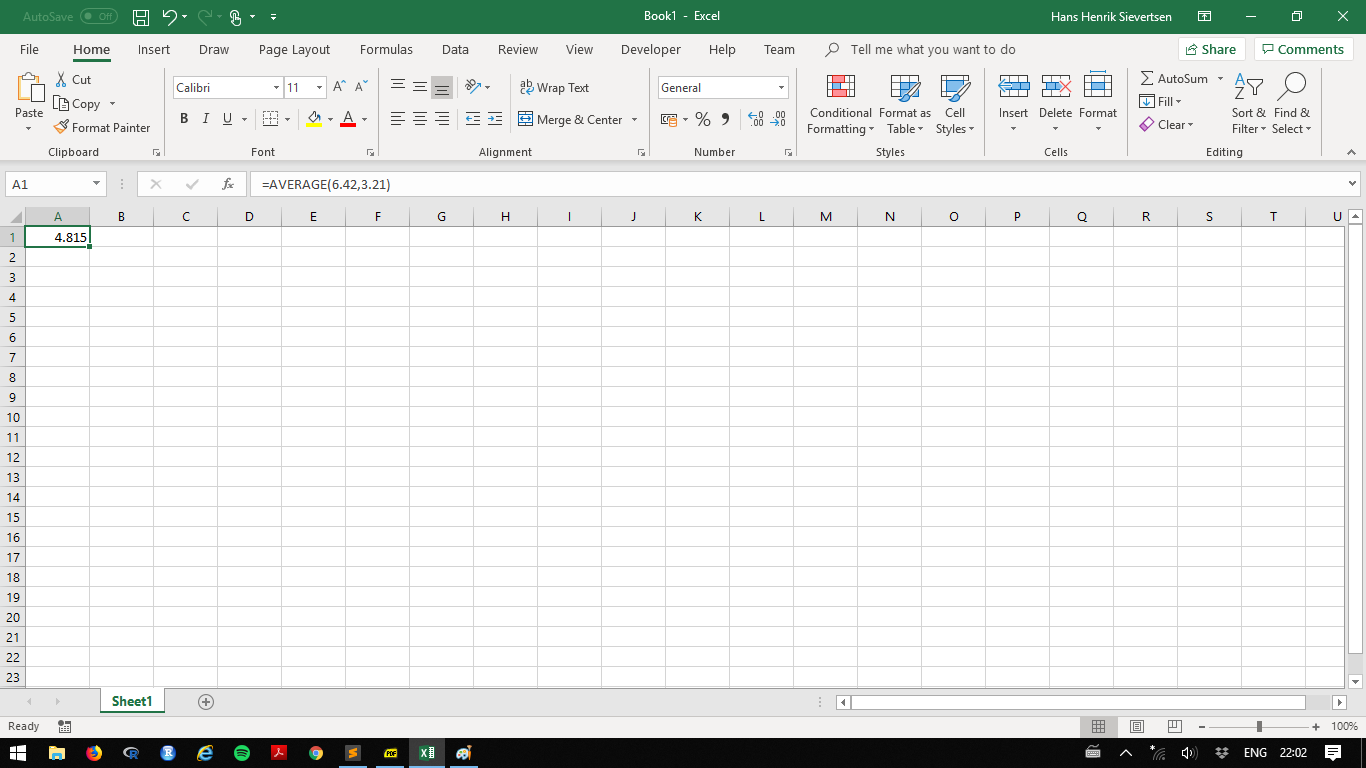 AutoSave Off Book1 - Excel Hans Henrik Sievertsen
File Home Insert Draw Page Layout Formulas Data Review View Developer Help Team Tell me what you want to do Share Comments
Paste
Cut
Copy
Format Painter
Clipboard
Calibri 11 A A
B I U A
Font
ab Wrap Text
Merge & Center
Alignment
General
% 9 .00 .00
Number
Conditional Formatting
Format as Table
Cell Styles
Styles
Insert Delete Format
Cells
AutoSum
Fill
Clear
Sort & Filter
Find & Select
Editing
A1 fx =AVERAGE(6.42,3.21)
A B C D E F G H I J K L M N O P Q R S T U
1 4.815
2
3
4
5
6
7
8
9
10
11
12
13
14
15
16
17
18
19
20
21
22
23
Sheet1
Ready 100%
ENG 22:02